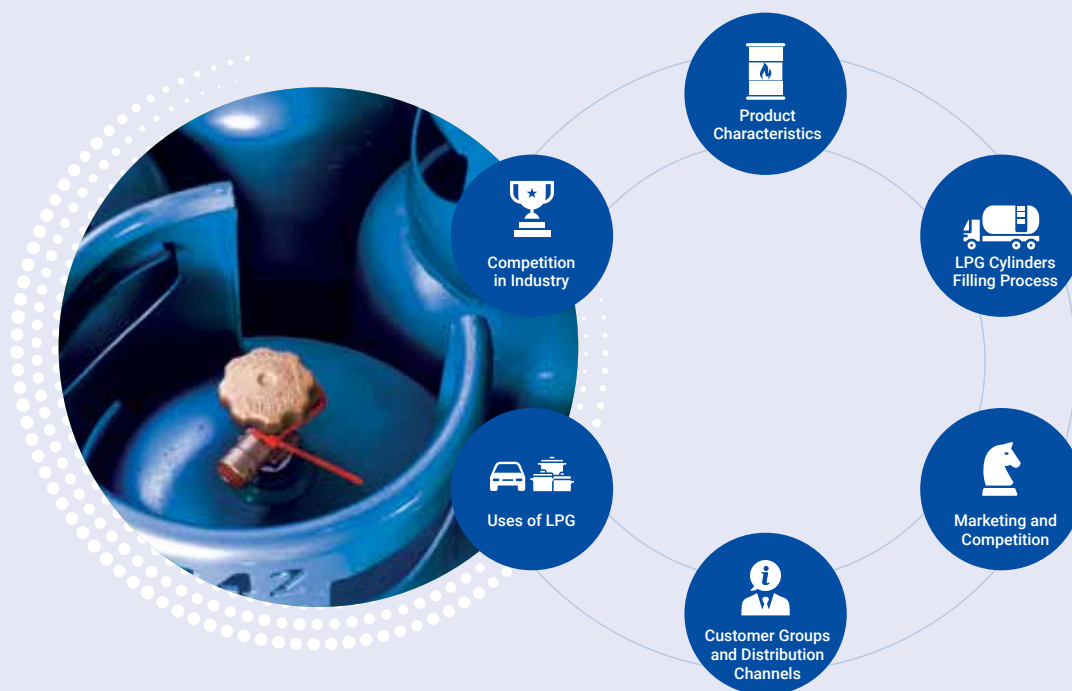 Product
Characteristics
LPG Cylinders
Filling Process
Marketing and
Competition
Customer Groups
and Distribution
Channels
Uses of LPG
Competition
in Industry